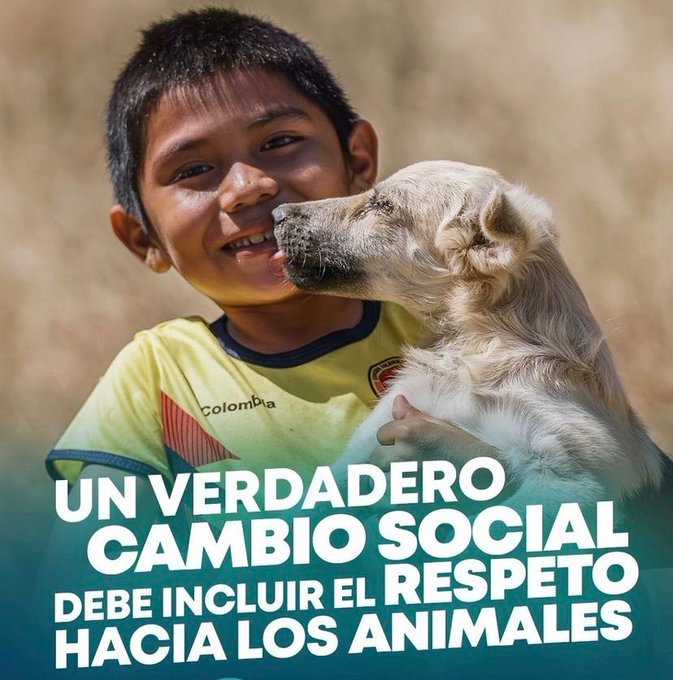 Colombia
UN VERDADERO
CAMBIO SOCIAL
DEBE INCLUIR EL RESPETO
HACIA LOS ANIMALES